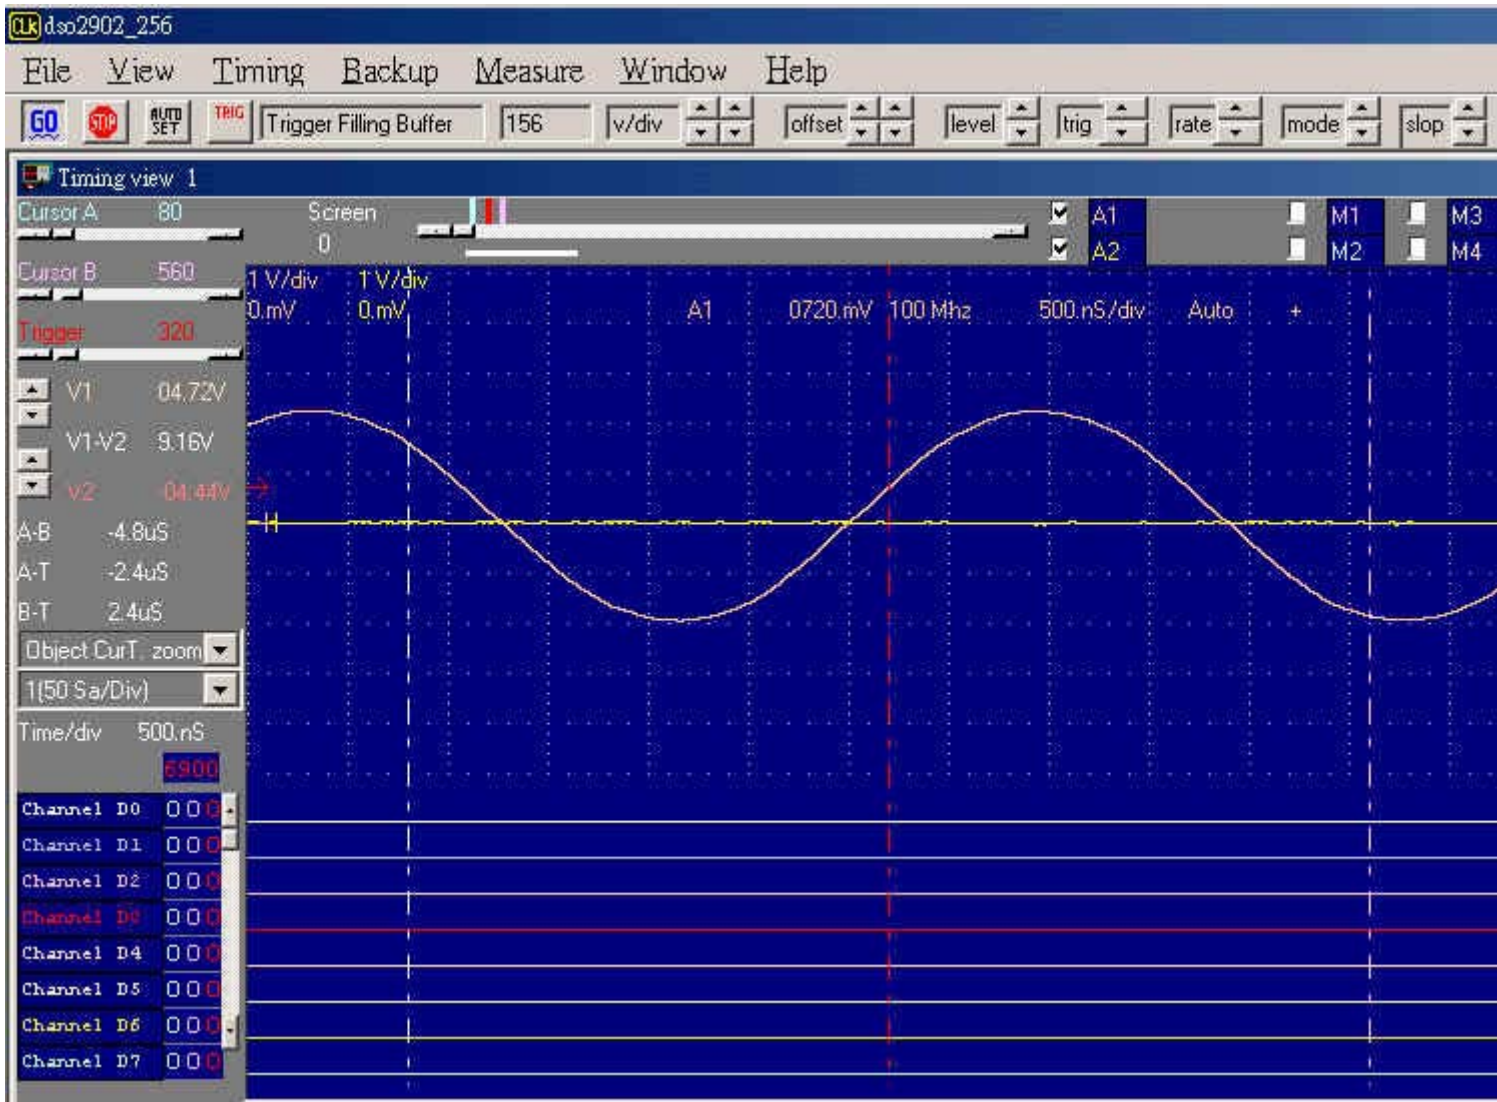 CLK dso2902_256
File View Timing Backup Measure Window Help
GO STOP AUTO SET TRIG Trigger Filling Buffer 156 v/div offset level trig rate mode slop
Timing view 1
Cursor A 80 Screen A1 M1 M3
0 A2 M2 M4
Cursor B 560 1 V/div 1 V/div
0.mV 0.mV A1 0720.mV 100 Mhz 500.nS/div Auto +
Trigger 320
V1 04.72V
V1-V2 9.16V
v2 -04.44V
A-B -4.8uS
A-T -2.4uS
B-T 2.4uS
Object CurT. zoom
1(50 Sa/Div)
Time/div 500.nS
6900
Channel D0 000
Channel D1 000
Channel D2 000
Channel 000
Channel D4 000
Channel D5 000
Channel D6 000
Channel D7 000